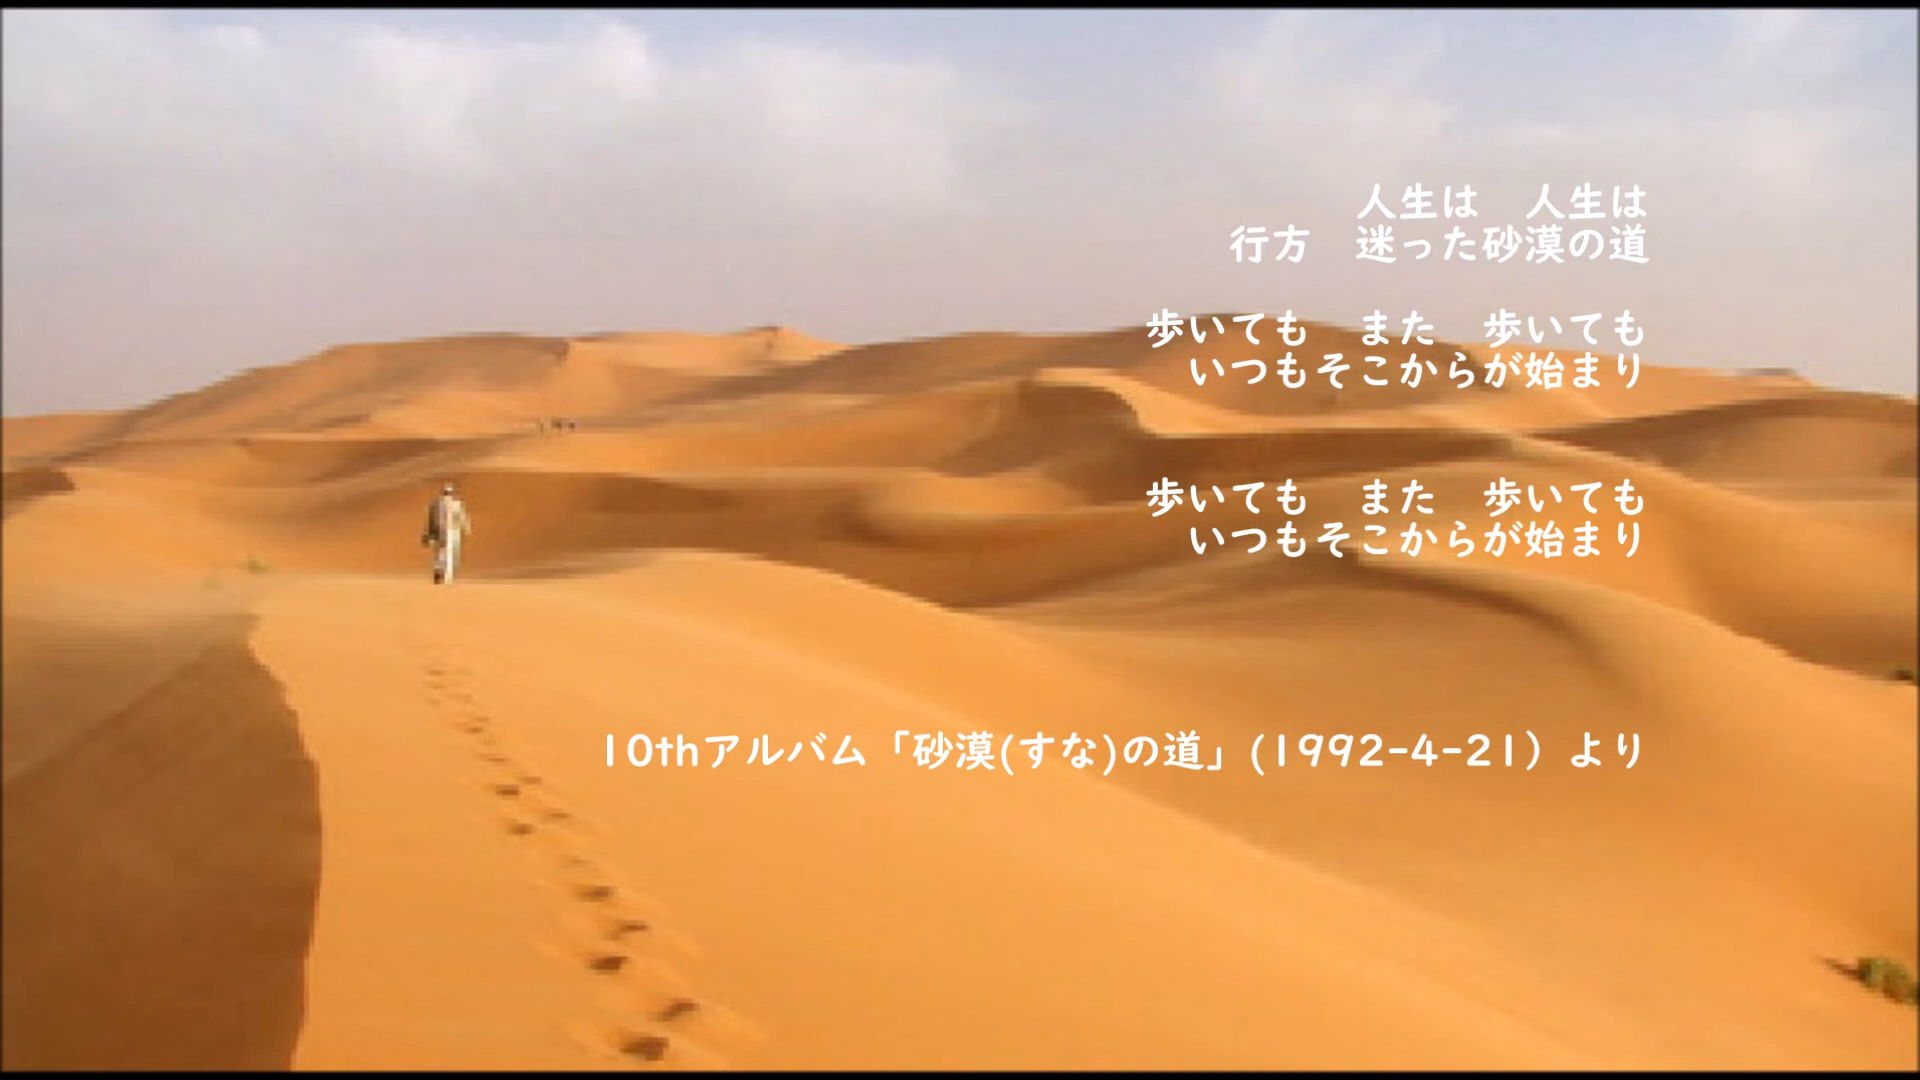 人生は　人生は
行方　迷った砂漠の道
歩いても　また　歩いても
いつもそこからが始まり
歩いても　また　歩いても
いつもそこからが始まり
10thアルバム「砂漠(すな)の道」(1992-4-21）より